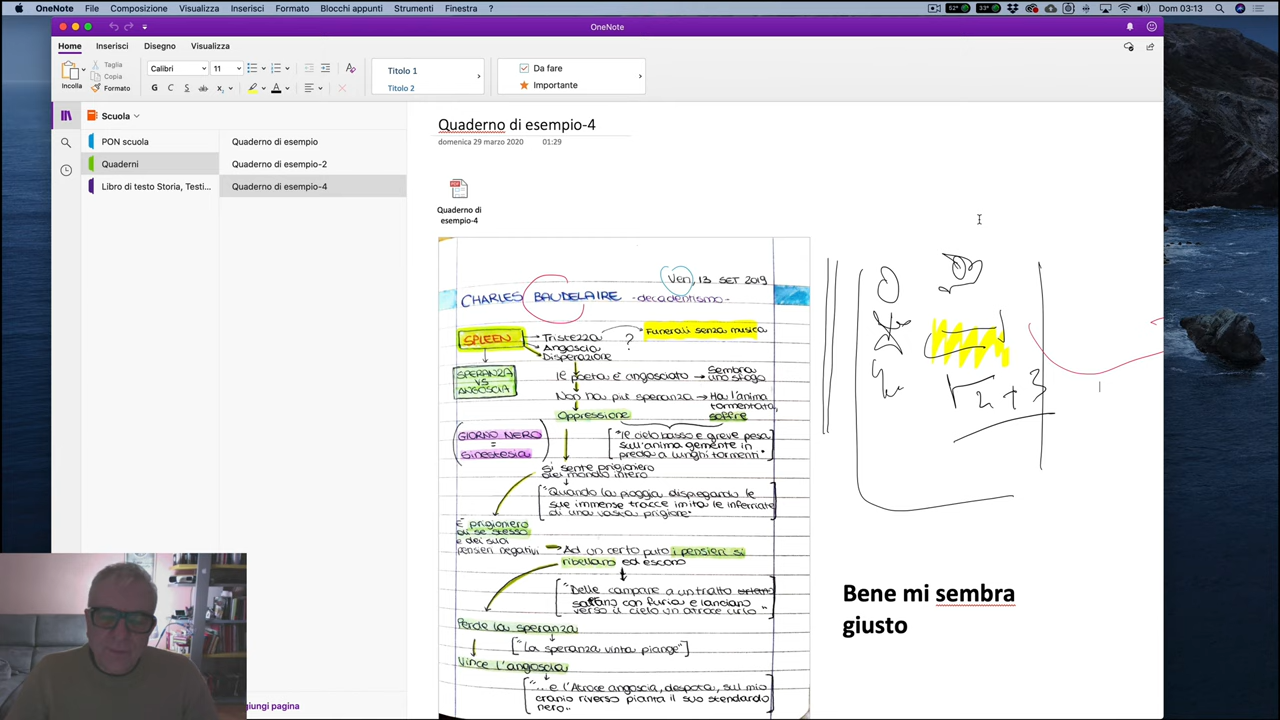 OneNote File Composizione Visualizza Inserisci Formato Blocchi appunti Strumenti Finestra ?
52° 33° Dom 03:13
OneNote
Home Inserisci Disegno Visualizza
Incolla
Taglia
Copia
Formato
Calibri 11
G C S ab x A
Titolo 1
Titolo 2
Da fare
Importante
Scuola
PON scuola
Quaderni
Libro di testo Storia, Testi...
Quaderno di esempio
Quaderno di esempio-2
Quaderno di esempio-4
giungi pagina
Quaderno di esempio-4
domenica 29 marzo 2020 01:29
PDF
Quaderno di
esempio-4
Ven, 13 SET 2019
CHARLES BAUDELAIRE -decadentismo-
SPLEEN
Tristezza
Angoscia
Disperazione
?
Funerali senza musica
SPERANZA
VS
ANGOSCIA
Il poeta è angosciato → Sembra
uno sfogo
Non ha più speranza → Ha l'anima
tormentata,
soffre
Oppressione
GIORNO NERO
=
Sinestesia
["Il cielo basso e greve pesa
sull'anima gemente in
preda a lunghi tormenti"
si sente prigioniero
del mondo intero
["Quando la pioggia dispiegando le
sue immense tracce imita le inferriate
di una vasta prigione"
È prigioniero
di se stesso
e dei suoi
pensieri negativi
Ad un certo puto i pensieri si
ribellano ed escono
"Delle campare a un tratto
saltano con furia e lanciano
verso il cielo un atroce urlo"
Perde la speranza
["La speranza vinta piange"]
Vince l'angoscia
["... e l'Atroce angoscia, despota, sul mio
cranio riverso pianta il suo stendardo
nero"
Bene mi sembra
giusto